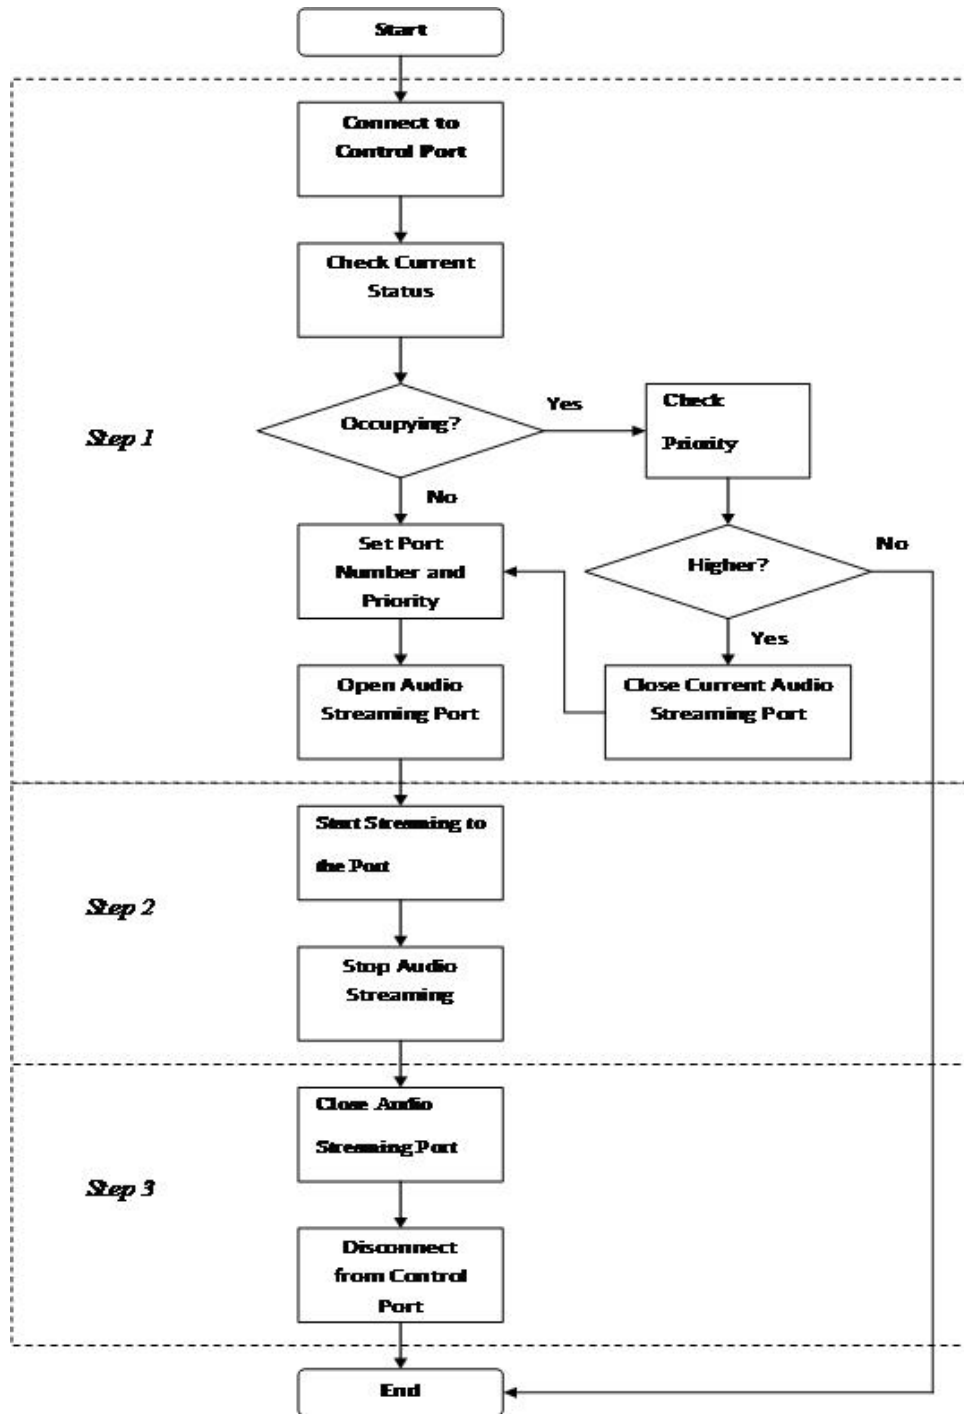 Start
Connect to
Control Port
Check Current
Status
Occupying?
Yes
Check
Priority
Step 1
No
Set Port
Number and
Priority
Higher?
No
Yes
Open Audio
Streaming Port
Close Current Audio
Streaming Port
Start Streaming to
the Port
Step 2
Stop Audio
Streaming
Close Audio
Streaming Port
Step 3
Disconnect
from Control
Port
End